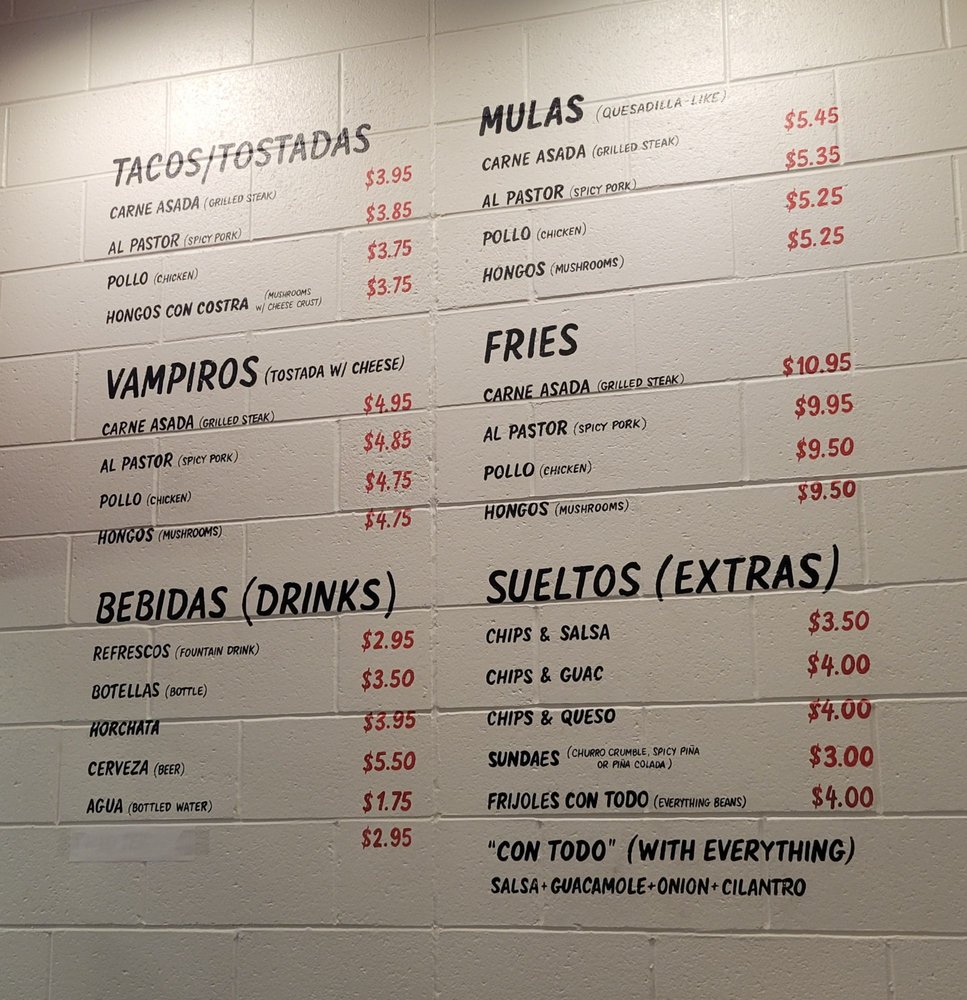 TACOS/TOSTADAS
CARNE ASADA (GRILLED STEAK) $3.95
AL PASTOR (SPICY PORK) $3.85
POLLO (CHICKEN) $3.75
HONGOS CON COSTRA (MUSHROOMS W/ CHEESE CRUST) $3.75
VAMPIROS (TOSTADA W/ CHEESE)
CARNE ASADA (GRILLED STEAK) $4.95
AL PASTOR (SPICY PORK) $4.85
POLLO (CHICKEN) $4.75
HONGOS (MUSHROOMS) $4.75
BEBIDAS (DRINKS)
REFRESCOS (FOUNTAIN DRINK) $2.95
BOTELLAS (BOTTLE) $3.50
HORCHATA $3.95
CERVEZA (BEER) $5.50
AGUA (BOTTLED WATER) $1.75
$2.95
MULAS (QUESADILLA-LIKE)
CARNE ASADA (GRILLED STEAK) $5.45
AL PASTOR (SPICY PORK) $5.35
POLLO (CHICKEN) $5.25
HONGOS (MUSHROOMS) $5.25
FRIES
CARNE ASADA (GRILLED STEAK) $10.95
AL PASTOR (SPICY PORK) $9.95
POLLO (CHICKEN) $9.50
HONGOS (MUSHROOMS) $9.50
SUELTOS (EXTRAS)
CHIPS & SALSA $3.50
CHIPS & GUAC $4.00
CHIPS & QUESO $4.00
SUNDAES (CHURRO CRUMBLE, SPICY PIÑA OR PIÑA COLADA) $3.00
FRIJOLES CON TODO (EVERYTHING BEANS) $4.00
"CON TODO" (WITH EVERYTHING)
SALSA+GUACAMOLE+ONION+CILANTRO